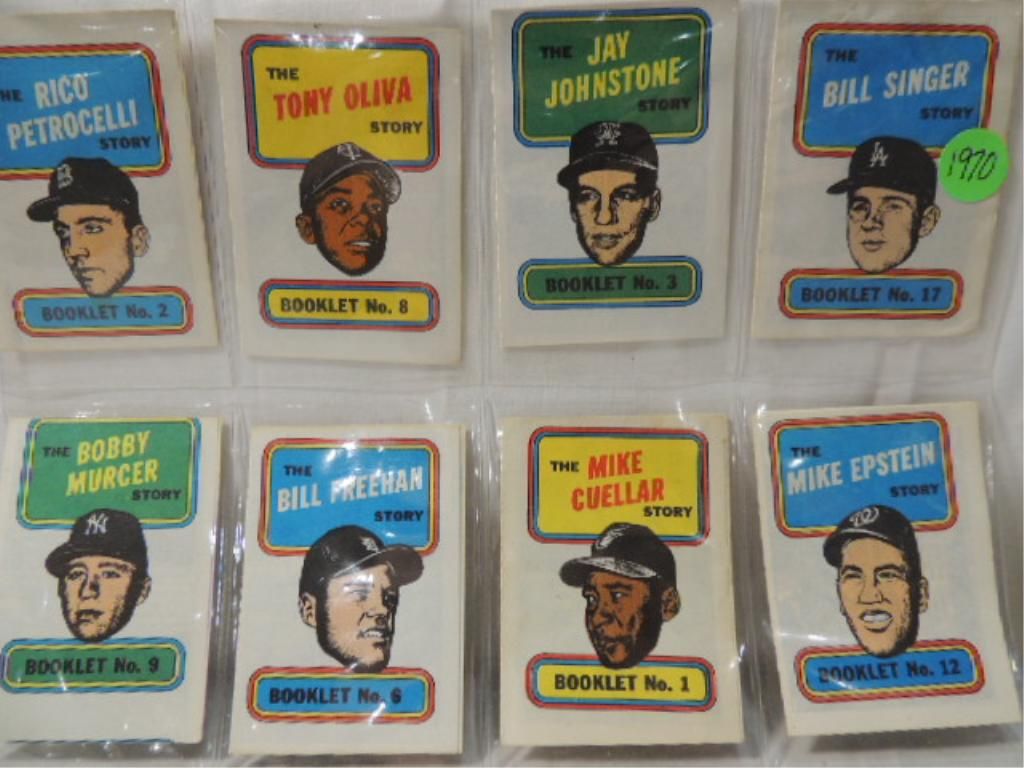 THE
RICO
PETROCELLI
STORY
B
BOOKLET No. 2
THE
TONY OLIVA
STORY
BOOKLET No. 8
THE
JAY
JOHNSTONE
STORY
BOOKLET No. 3
THE
BILL SINGER
STORY
LA
BOOKLET No. 17
1970
THE
BOBBY
MURCER
STORY
NY
BOOKLET No. 9
THE
BILL FREEHAN
STORY
BOOKLET No. 6
THE
MIKE
CUELLAR
STORY
BOOKLET No. 1
THE
MIKE EPSTEIN
STORY
W
BOOKLET No. 12